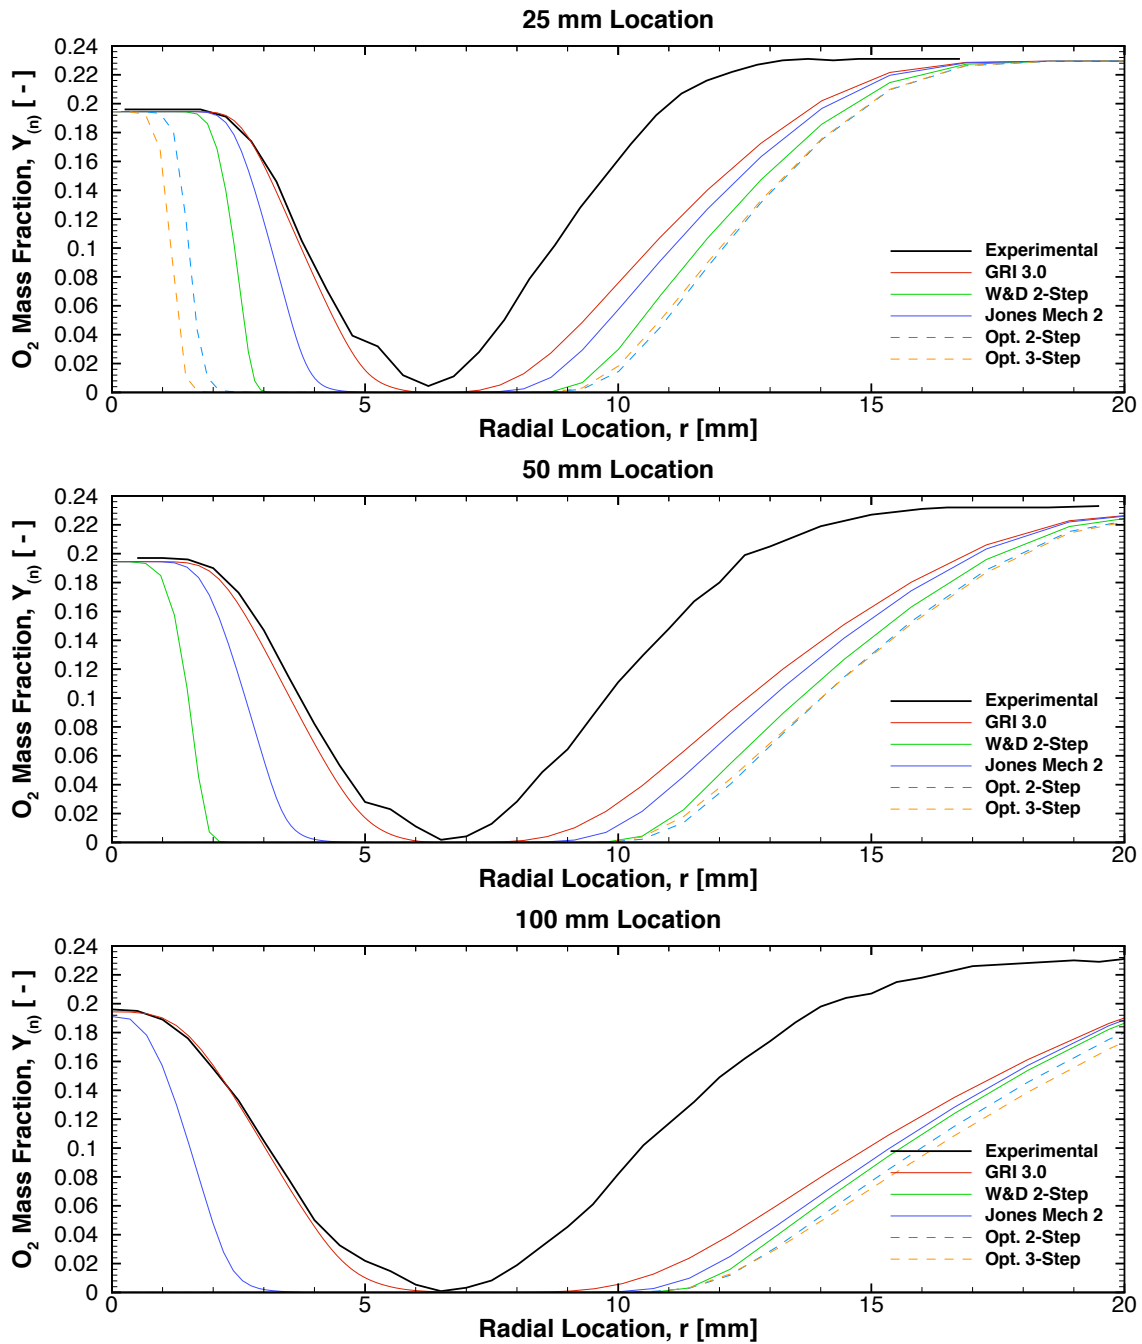 25 mm Location
O2 Mass Fraction, Y(n) [ - ]
0.24
0.22
0.2
0.18
0.16
0.14
0.12
0.1
0.08
0.06
0.04
0.02
0
Experimental
GRI 3.0
W&D 2-Step
Jones Mech 2
Opt. 2-Step
Opt. 3-Step
0 5 10 15 20
Radial Location, r [mm]
50 mm Location
O2 Mass Fraction, Y(n) [ - ]
0.24
0.22
0.2
0.18
0.16
0.14
0.12
0.1
0.08
0.06
0.04
0.02
0
Experimental
GRI 3.0
W&D 2-Step
Jones Mech 2
Opt. 2-Step
Opt. 3-Step
0 5 10 15 20
Radial Location, r [mm]
100 mm Location
O2 Mass Fraction, Y(n) [ - ]
0.24
0.22
0.2
0.18
0.16
0.14
0.12
0.1
0.08
0.06
0.04
0.02
0
Experimental
GRI 3.0
W&D 2-Step
Jones Mech 2
Opt. 2-Step
Opt. 3-Step
0 5 10 15 20
Radial Location, r [mm]